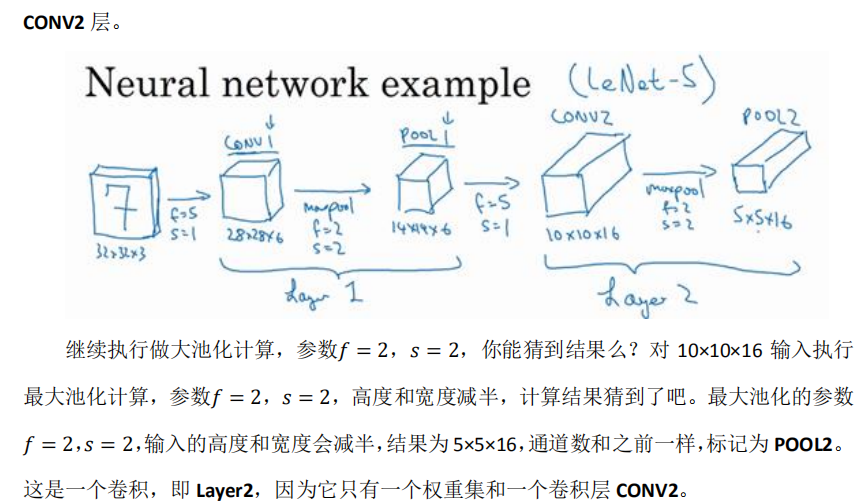 CONV2 层。
Neural network example (LeNet-5)
CONV1 POOL1 CONV2 POOL2
7
f=5
s=1
maxpool
f=2
s=2
f=5
s=1
maxpool
f=2
s=2
32×32×3 28×28×6 14×14×6 10×10×16 5×5×16
Layer 1 Layer 2
继续执行做大池化计算，参数f = 2，s = 2，你能猜到结果么？对 10×10×16 输入执行
最大池化计算，参数f = 2，s = 2，高度和宽度减半，计算结果猜到了吧。最大池化的参数
f = 2,s = 2,输入的高度和宽度会减半,结果为 5×5×16,通道数和之前一样,标记为 POOL2。
这是一个卷积，即 Layer2，因为它只有一个权重集和一个卷积层 CONV2。